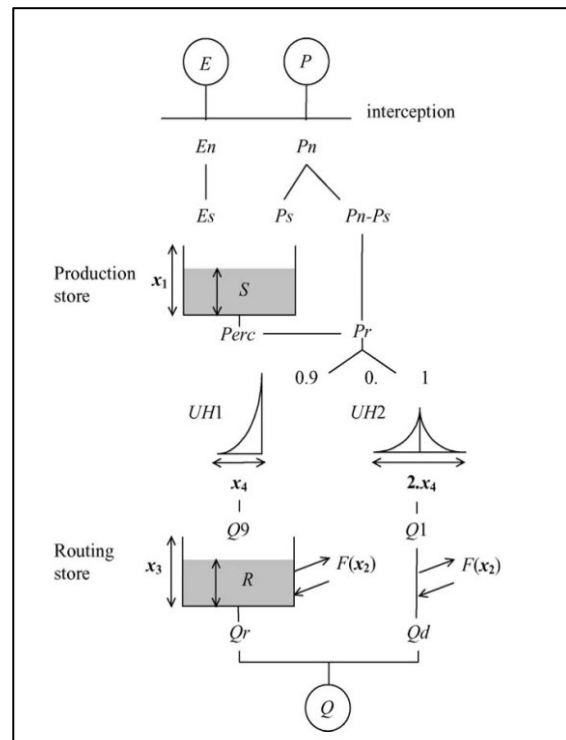 E P
interception
En Pn
Es Ps Pn-Ps
Production
store
x1
S
Perc Pr
0.9 0. 1
UH1 UH2
x4 2.x4
Q9 Q1
Routing
store
x3
R
F(x2) F(x2)
Qr Qd
Q